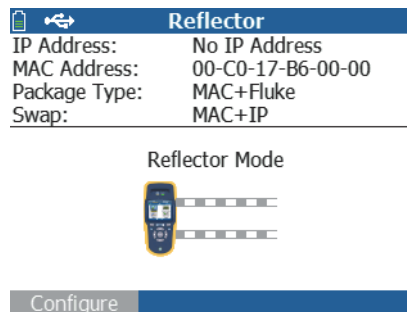 Reflector
IP Address: No IP Address
MAC Address: 00-C0-17-B6-00-00
Package Type: MAC+Fluke
Swap: MAC+IP
Reflector Mode
Configure